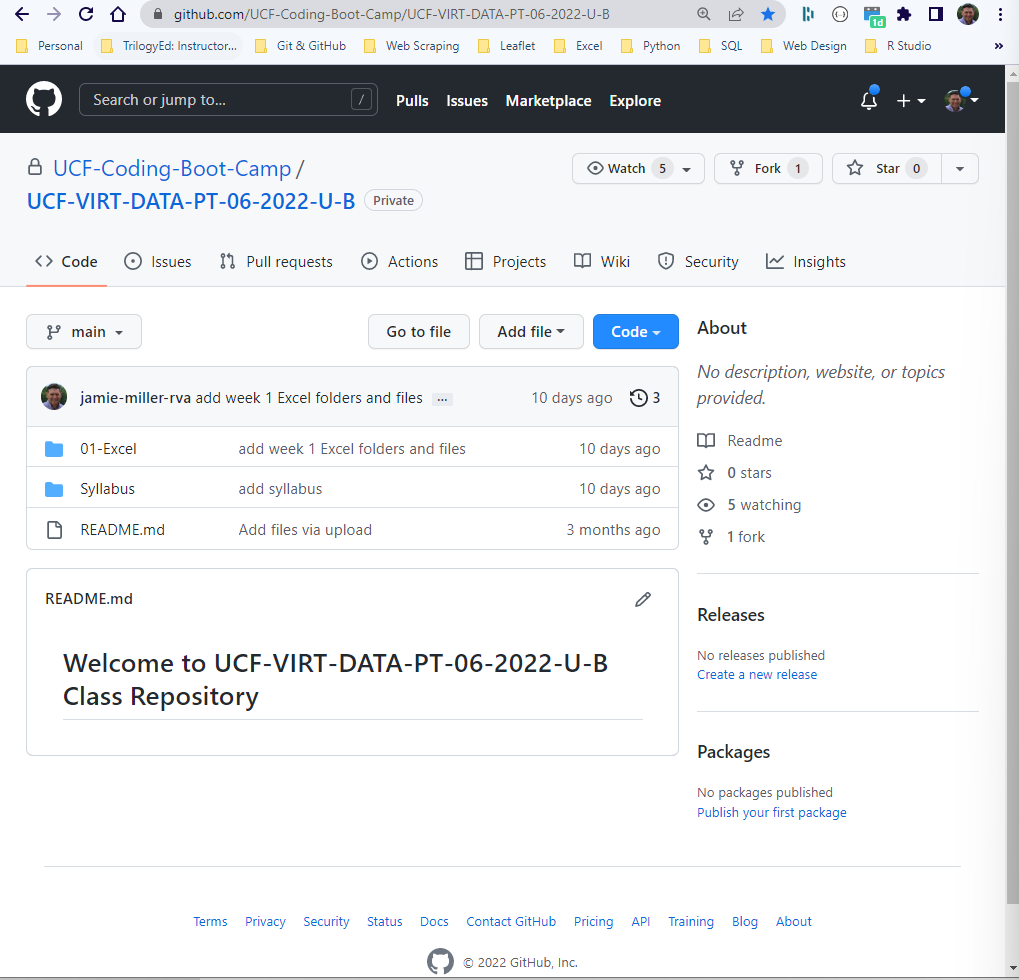 github.com/UCF-Coding-Boot-Camp/UCF-VIRT-DATA-PT-06-2022-U-B
1d
Personal TrilogyEd: Instructor... Git & GitHub Web Scraping Leaflet Excel Python SQL Web Design R Studio »
Search or jump to... / Pulls Issues Marketplace Explore
UCF-Coding-Boot-Camp / Watch 5 Fork 1 Star 0
UCF-VIRT-DATA-PT-06-2022-U-B Private
Code Issues Pull requests Actions Projects Wiki Security Insights
main Go to file Add file Code
jamie-miller-rva add week 1 Excel folders and files ... 10 days ago 3
01-Excel add week 1 Excel folders and files 10 days ago
Syllabus add syllabus 10 days ago
README.md Add files via upload 3 months ago
README.md
Welcome to UCF-VIRT-DATA-PT-06-2022-U-B
Class Repository
About
No description, website, or topics
provided.
Readme
0 stars
5 watching
1 fork
Releases
No releases published
Create a new release
Packages
No packages published
Publish your first package
Terms Privacy Security Status Docs Contact GitHub Pricing API Training Blog About
© 2022 GitHub, Inc.